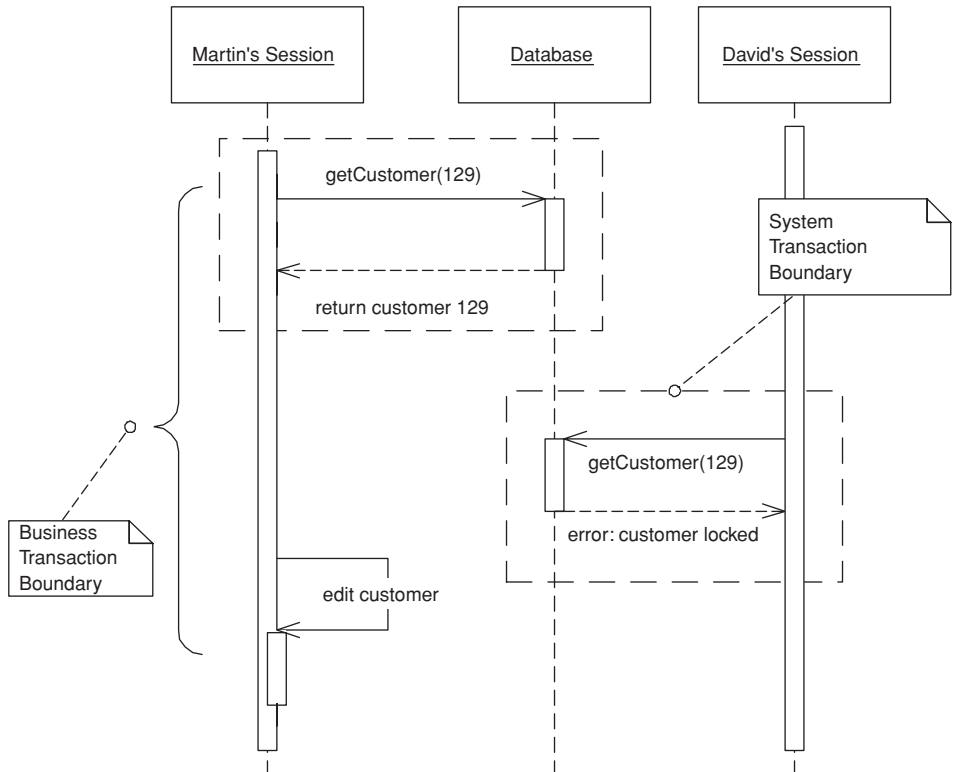 Martin's Session
Database
David's Session
getCustomer(129)
System
Transaction
Boundary
return customer 129
getCustomer(129)
Business
Transaction
Boundary
error: customer locked
edit customer